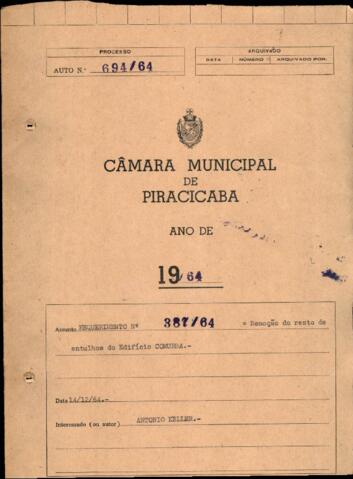 PROCESSO
AUTO N.º 694/64
ARQUIVADO
DATA NÚMERO ARQUIVADO POR:
CÂMARA MUNICIPAL
DE
PIRACICABA
ANO DE
19/64
Assunto REQUERIMENTO Nº 387/64 = Remoção do resto de
entulhos do Edifício COMURBA.-
Data 14/12/64.-
Interessado (ou autor) ANTONIO KELLER.-